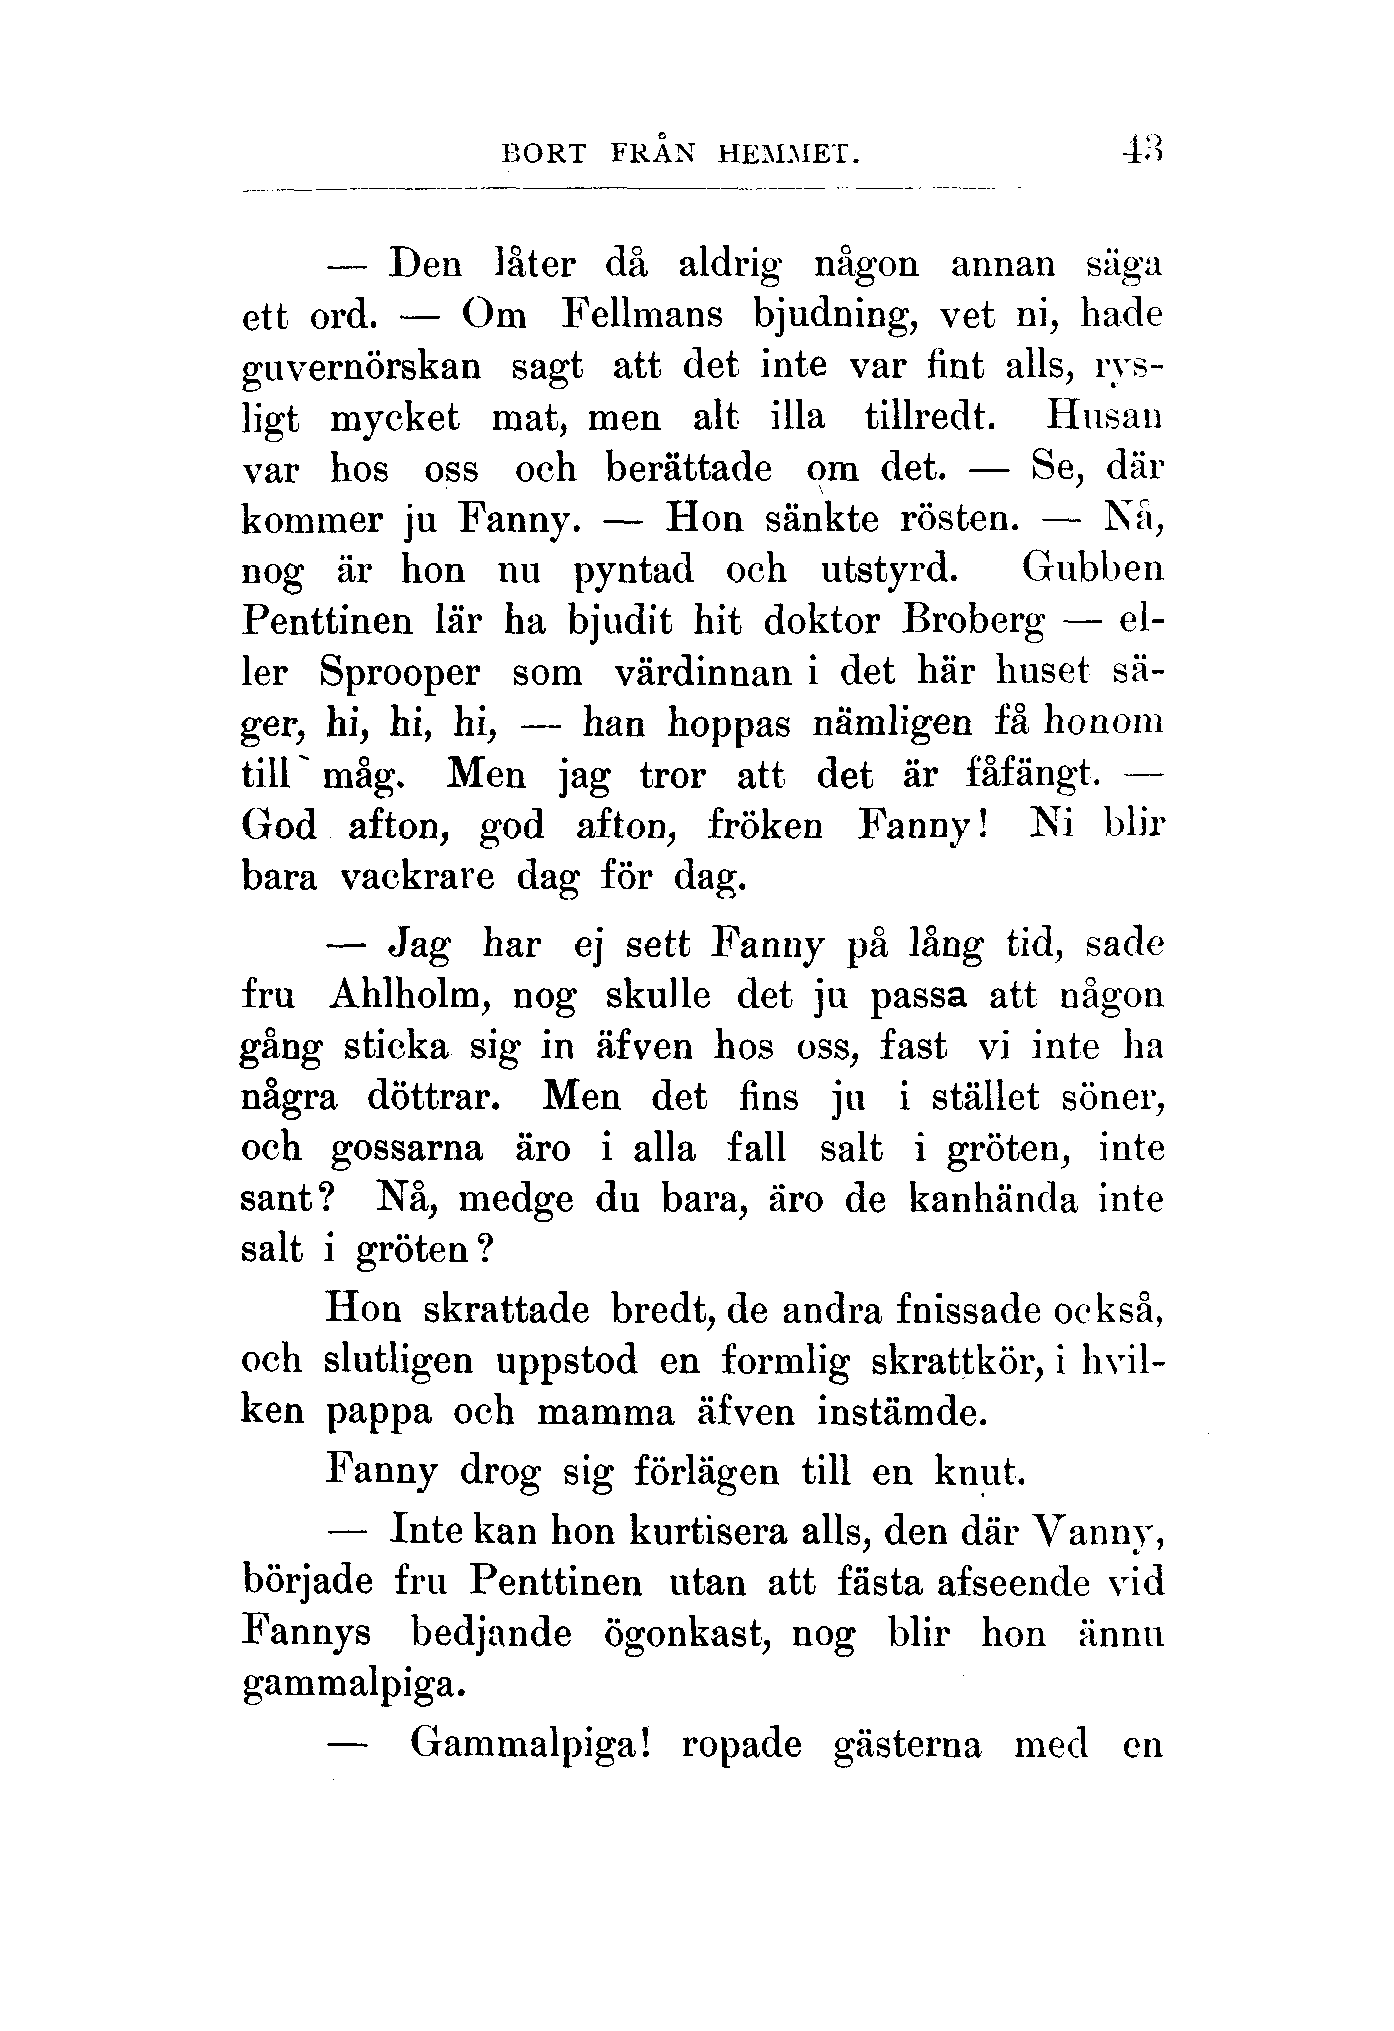 BORT FRÅN HEMMET. 43
— Den låter då aldrig någon annan säga
ett ord. — Om Fellmans bjudning, vet ni, hade
guvernörskan sagt att det inte var fint alls, rys-
ligt mycket mat, men alt illa tillredt. Husan
var hos oss och berättade om det. — Se, där
kommer ju Fanny. — Hon sänkte rösten. — Nå,
nog är hon nu pyntad och utstyrd. Gubben
Penttinen lär ha bjudit hit doktor Broberg — el-
ler Sprooper som värdinnan i det här huset sä-
ger, hi, hi, hi, — han hoppas nämligen få honom
till måg. Men jag tror att det är fåfängt. —
God afton, god afton, fröken Fanny! Ni blir
bara vackrare dag för dag.
— Jag har ej sett Fanny på lång tid, sade
fru Ahlholm, nog skulle det ju passa att någon
gång sticka sig in äfven hos oss, fast vi inte ha
några döttrar. Men det fins ju i stället söner,
och gossarna äro i alla fall salt i gröten, inte
sant? Nå, medge du bara, äro de kanhända inte
salt i gröten?
Hon skrattade bredt, de andra fnissade också,
och slutligen uppstod en formlig skrattkör, i hvil-
ken pappa och mamma äfven instämde.
Fanny drog sig förlägen till en knut.
— Inte kan hon kurtisera alls, den där Vanny,
började fru Penttinen utan att fästa afseende vid
Fannys bedjande ögonkast, nog blir hon ännu
gammalpiga.
— Gammalpiga! ropade gästerna med en